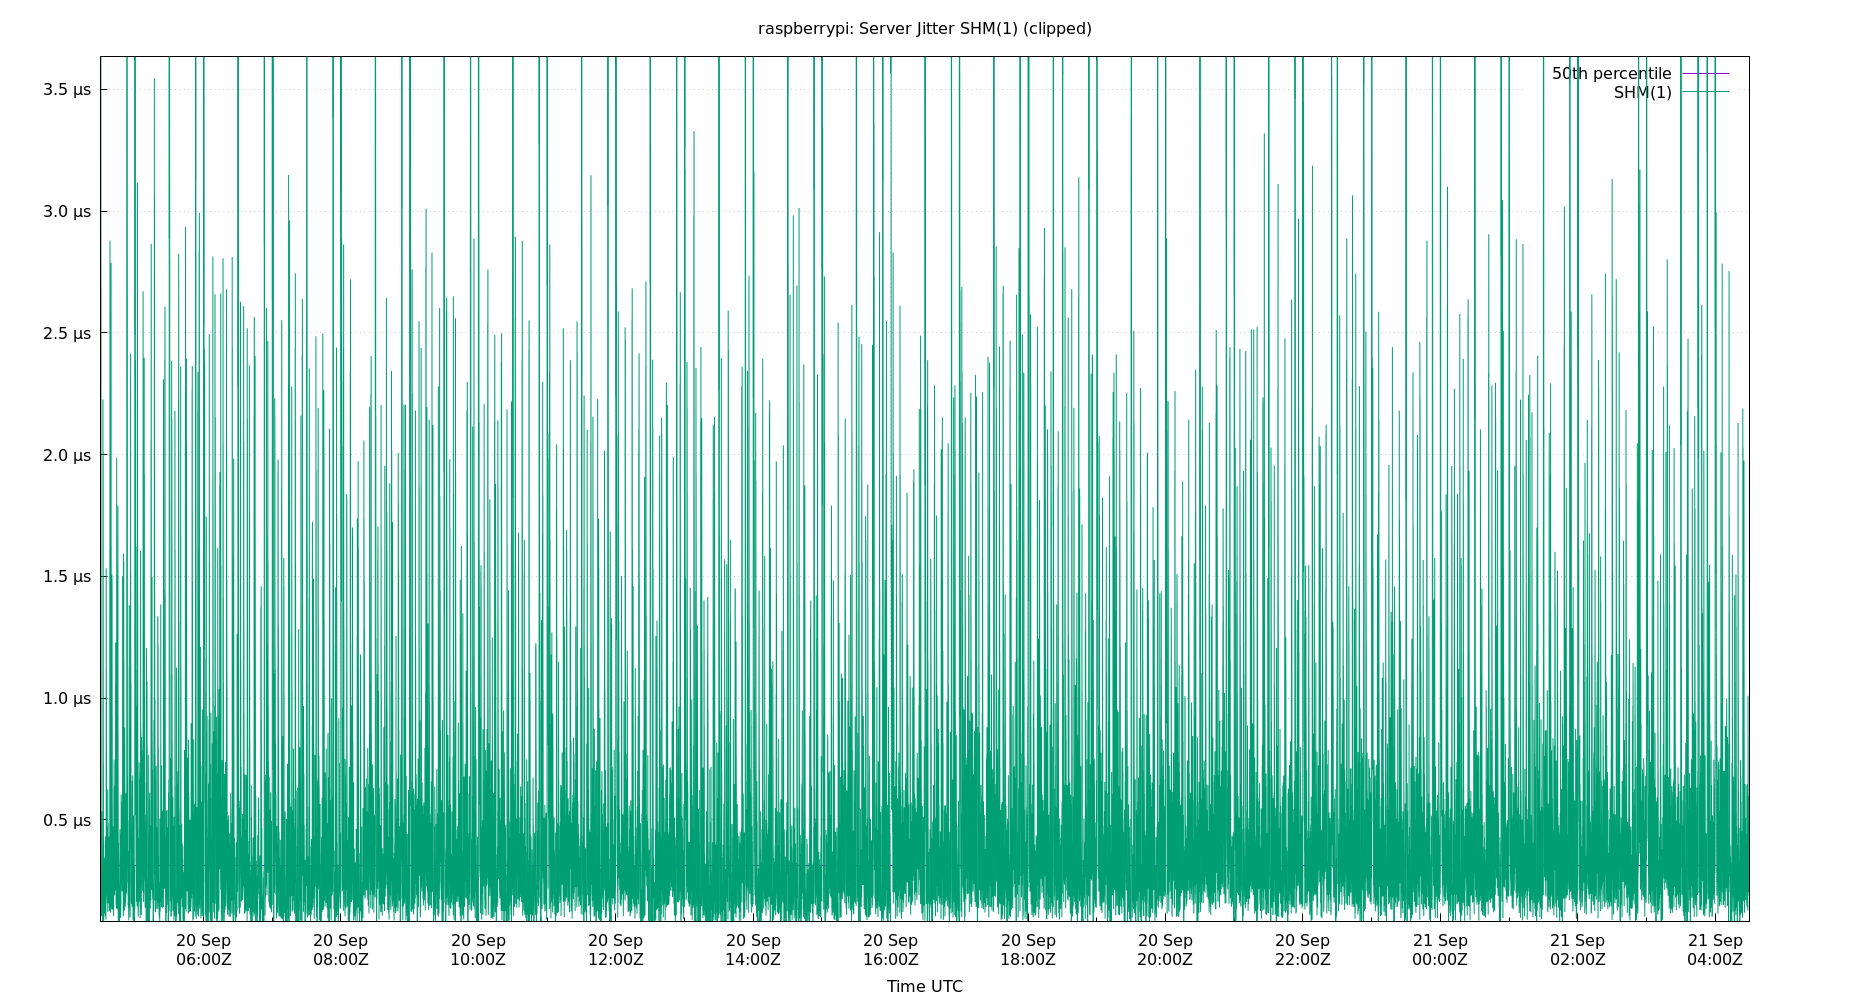 raspberrypi: Server Jitter SHM(1) (clipped)
50th percentile
SHM(1)
3.5 µs
3.0 µs
2.5 µs
2.0 µs
1.5 µs
1.0 µs
0.5 µs
20 Sep 20 Sep 20 Sep 20 Sep 20 Sep 20 Sep 20 Sep 20 Sep 20 Sep 21 Sep 21 Sep 21 Sep
06:00Z 08:00Z 10:00Z 12:00Z 14:00Z 16:00Z 18:00Z 20:00Z 22:00Z 00:00Z 02:00Z 04:00Z
Time UTC